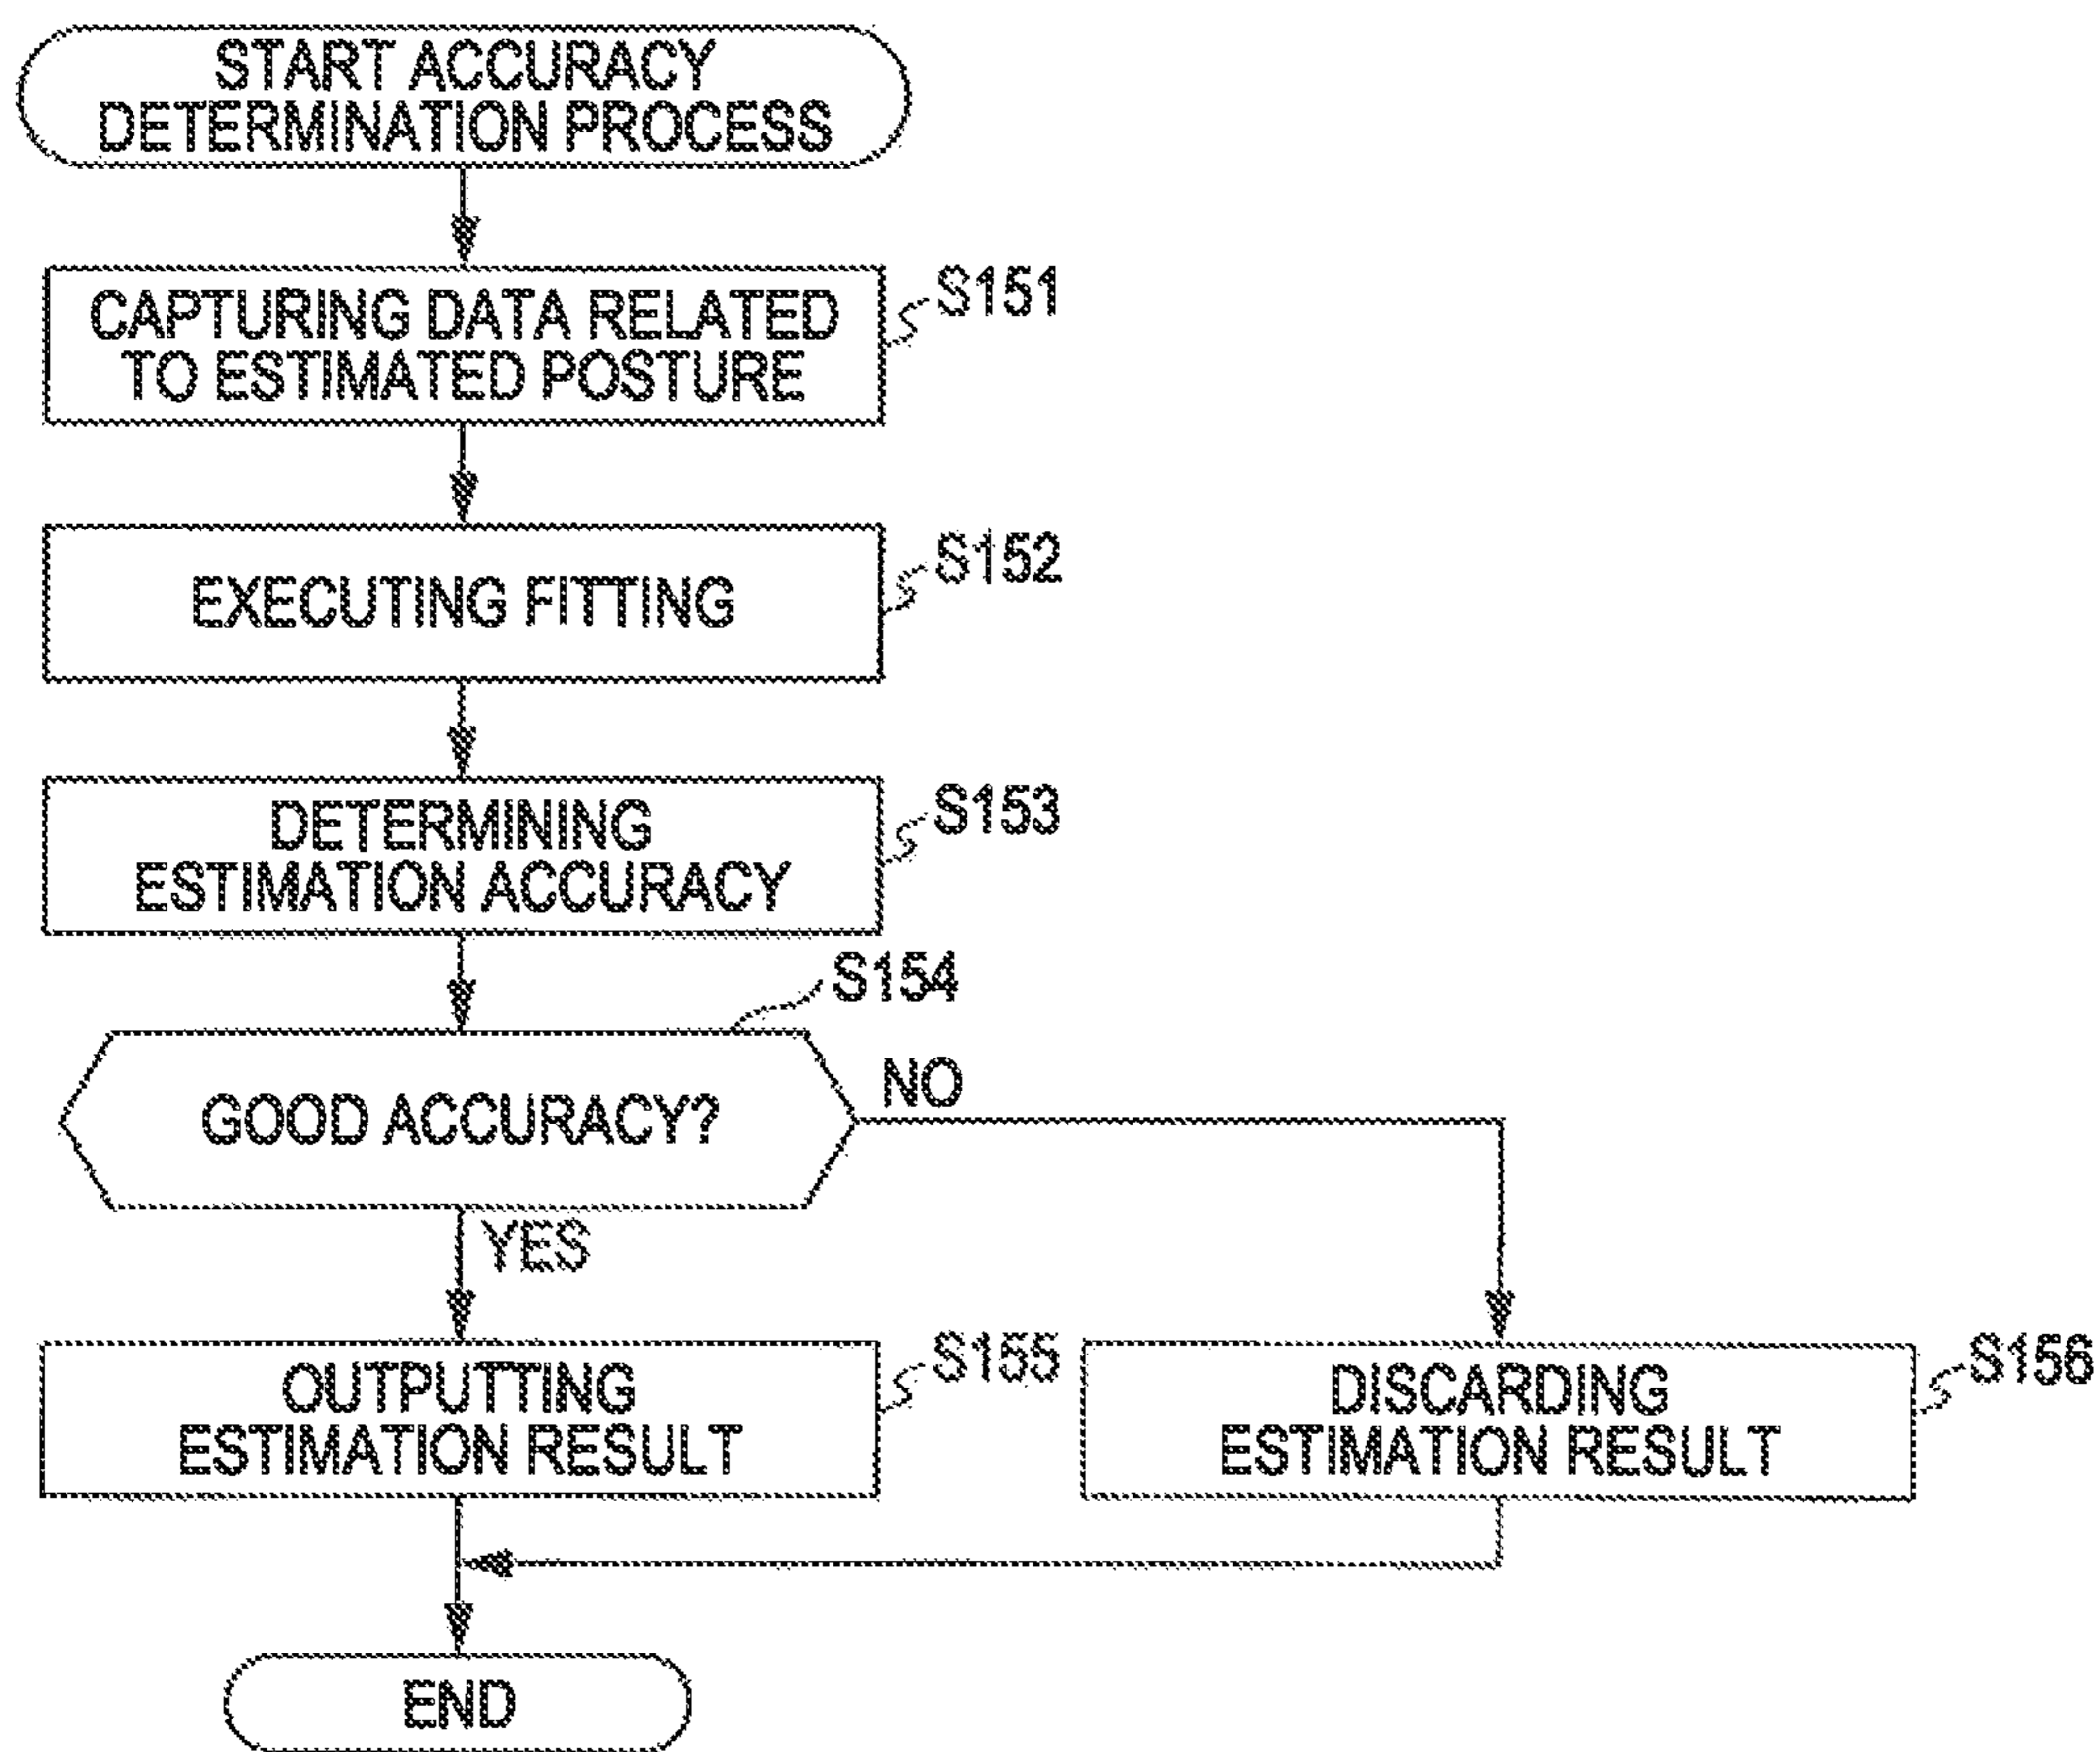 START ACCURACY
DETERMINATION PROCESS
CAPTURING DATA RELATED
TO ESTIMATED POSTURE
S151
EXECUTING FITTING
S152
DETERMINING
ESTIMATION ACCURACY
S153
S154
GOOD ACCURACY?
NO
YES
OUTPUTTING
ESTIMATION RESULT
S155
DISCARDING
ESTIMATION RESULT
S156
END